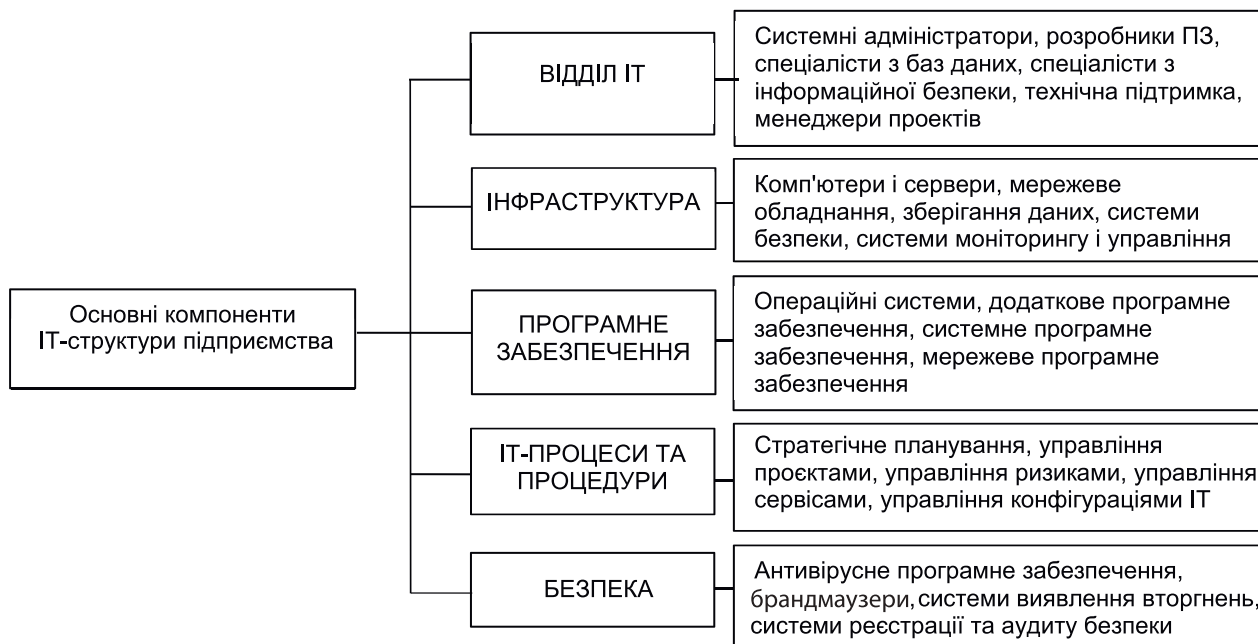 Основні компоненти
ІТ-структури підприємства
ВІДДІЛ ІТ
Системні адміністратори, розробники ПЗ,
спеціалісти з баз даних, спеціалісти з
інформаційної безпеки, технічна підтримка,
менеджери проектів
ІНФРАСТРУКТУРА
Комп'ютери і сервери, мережеве
обладнання, зберігання даних, системи
безпеки, системи моніторингу і управління
ПРОГРАМНЕ
ЗАБЕЗПЕЧЕННЯ
Операційні системи, додаткове програмне
забезпечення, системне програмне
забезпечення, мережеве програмне
забезпечення
ІТ-ПРОЦЕСИ ТА
ПРОЦЕДУРИ
Стратегічне планування, управління
проєктами, управління ризиками, управління
сервісами, управління конфігураціями ІТ
БЕЗПЕКА
Антивірусне програмне забезпечення,
брандмаузери, системи виявлення вторгнень,
системи реєстрації та аудиту безпеки